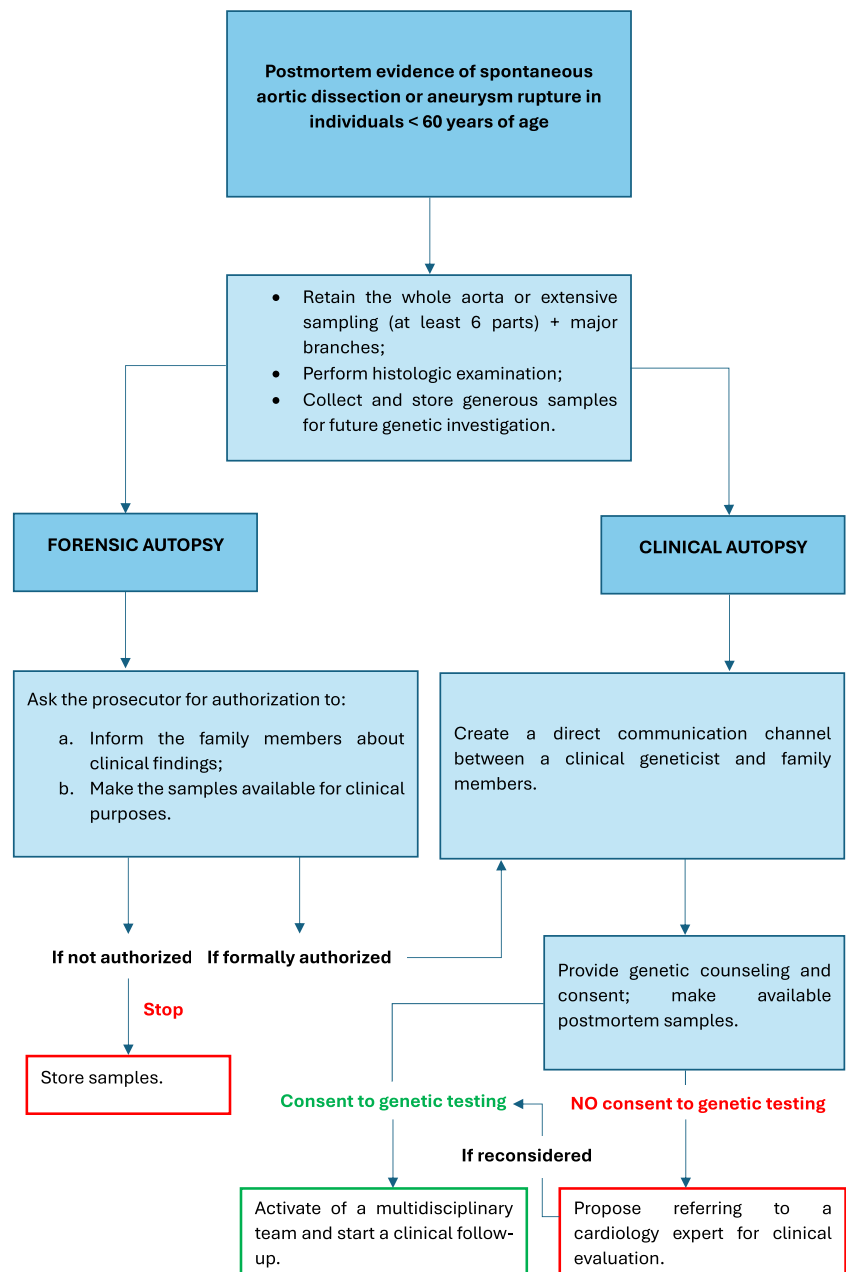 Postmortem evidence of spontaneous
aortic dissection or aneurysm rupture in
individuals < 60 years of age
• Retain the whole aorta or extensive
sampling (at least 6 parts) + major
branches;
• Perform histologic examination;
• Collect and store generous samples
for future genetic investigation.
FORENSIC AUTOPSY
CLINICAL AUTOPSY
Ask the prosecutor for authorization to:
a. Inform the family members about
clinical findings;
b. Make the samples available for clinical
purposes.
Create a direct communication channel
between a clinical geneticist and family
members.
If not authorized
If formally authorized
Stop
Store samples.
Provide genetic counseling and
consent; make available
postmortem samples.
Consent to genetic testing
NO consent to genetic testing
If reconsidered
Activate of a multidisciplinary
team and start a clinical follow-
up.
Propose referring to a
cardiology expert for clinical
evaluation.